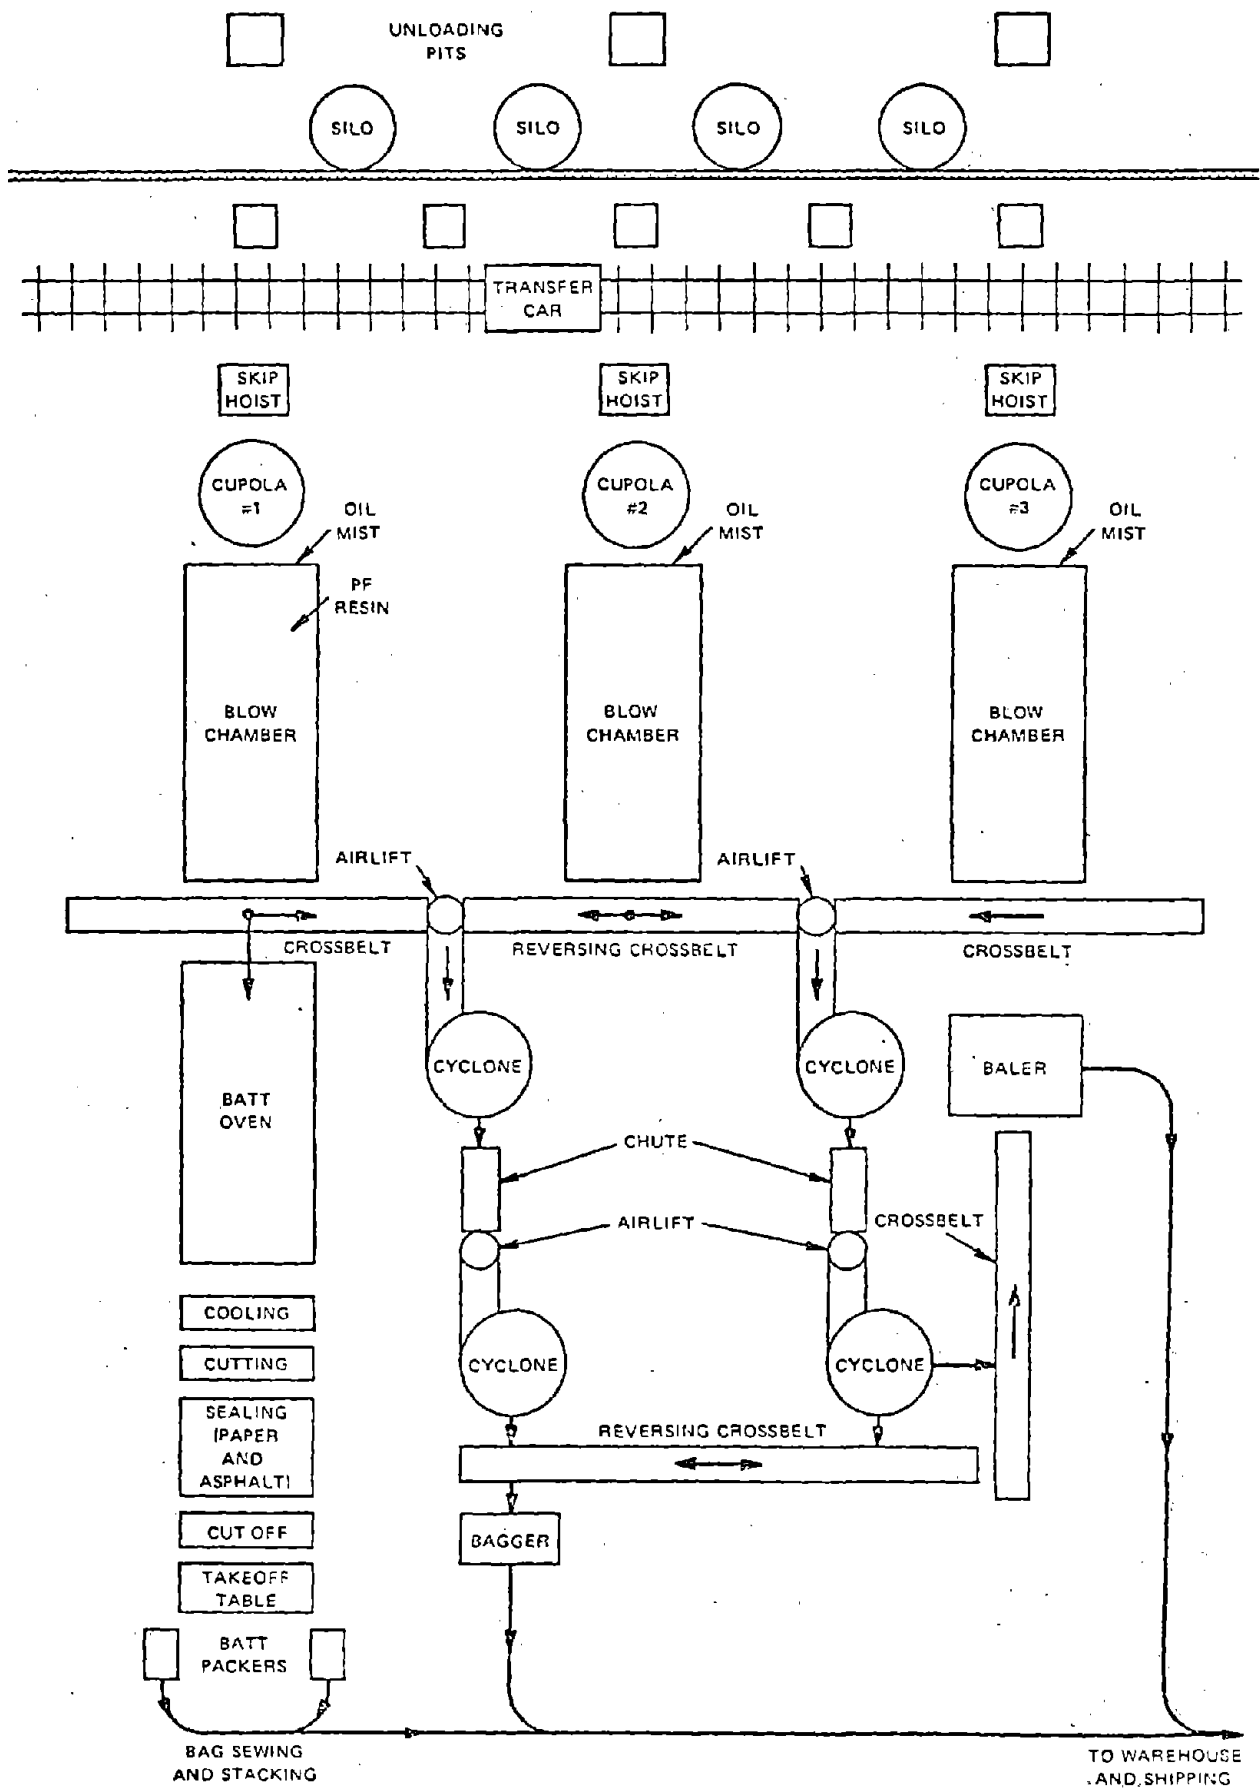 UNLOADING
PITS
SILO
SILO
SILO
SILO
TRANSFER
CAR
SKIP
HOIST
SKIP
HOIST
SKIP
HOIST
CUPOLA
#1
CUPOLA
#2
CUPOLA
#3
OIL
MIST
OIL
MIST
OIL
MIST
PF
RESIN
BLOW
CHAMBER
BLOW
CHAMBER
BLOW
CHAMBER
AIRLIFT
AIRLIFT
CROSSBELT
REVERSING CROSSBELT
CROSSBELT
BATT
OVEN
CYCLONE
CYCLONE
BALER
CHUTE
AIRLIFT
CROSSBELT
COOLING
CUTTING
CYCLONE
CYCLONE
SEALING
(PAPER
AND
ASPHALT)
REVERSING CROSSBELT
CUT OFF
BAGGER
TAKEOFF
TABLE
BATT
PACKERS
BAG SEWING
AND STACKING
TO WAREHOUSE
AND SHIPPING